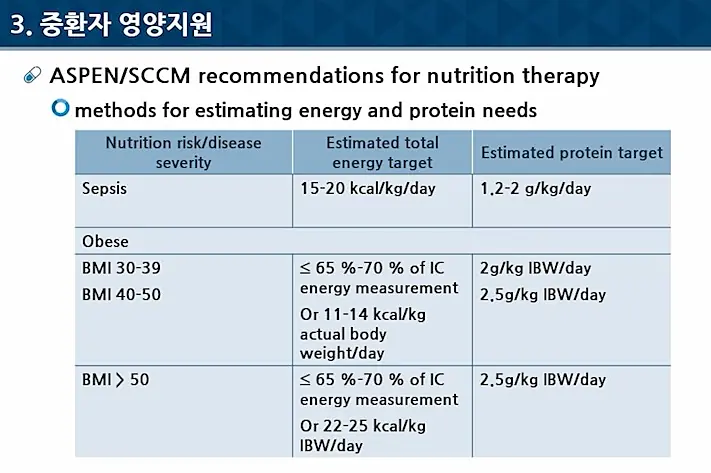 3. 중환자 영양지원
ASPEN/SCCM recommendations for nutrition therapy
methods for estimating energy and protein needs
Nutrition risk/disease severity
Estimated total energy target
Estimated protein target
Sepsis
15-20 kcal/kg/day
1.2-2 g/kg/day
Obese
BMI 30-39
BMI 40-50
≤ 65 %-70 % of IC
energy measurement
Or 11-14 kcal/kg
actual body
weight/day
2g/kg IBW/day
2.5g/kg IBW/day
BMI > 50
≤ 65 %-70 % of IC
energy measurement
Or 22-25 kcal/kg
IBW/day
2.5g/kg IBW/day